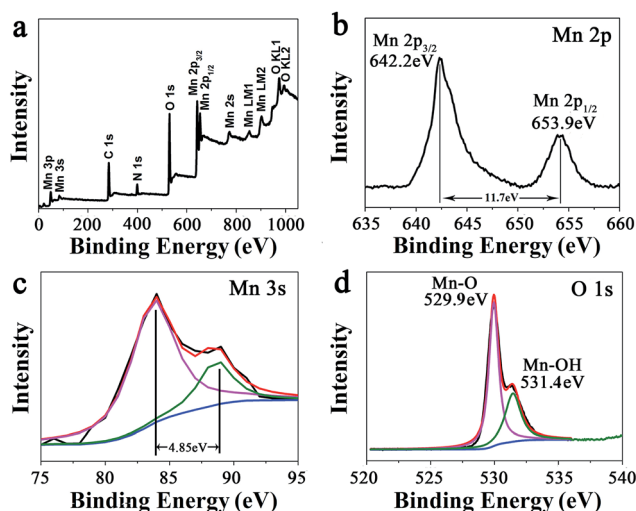 a
Intensity
Mn 3p
Mn 3s
C 1s
N 1s
O 1s
Mn 2p3/2
Mn 2p1/2
Mn 2s
Mn LM1
Mn LM2
O KL1
O KL2
0 200 400 600 800 1000
Binding Energy (eV)
b
Mn 2p
Intensity
Mn 2p3/2
642.2eV
Mn 2p1/2
653.9eV
11.7eV
635 640 645 650 655 660
Binding Energy (eV)
c
Mn 3s
Intensity
4.85eV
75 80 85 90 95
Binding Energy (eV)
d
O 1s
Intensity
Mn-O
529.9eV
Mn-OH
531.4eV
520 525 530 535 540
Binding Energy (eV)